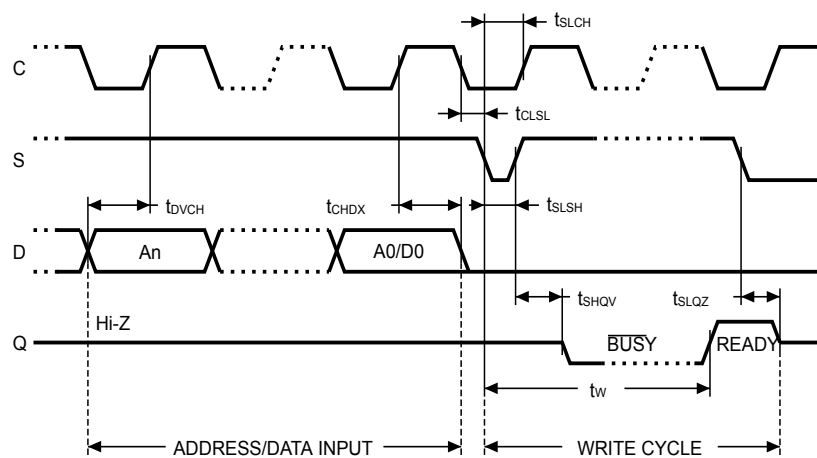 tSLCH
C
tCLSL
S
tDVCH
tCHDX
tSLSH
D
An
A0/D0
tSHQV
tSLQZ
Hi-Z
Q
BUSY
READY
tW
ADDRESS/DATA INPUT
WRITE CYCLE